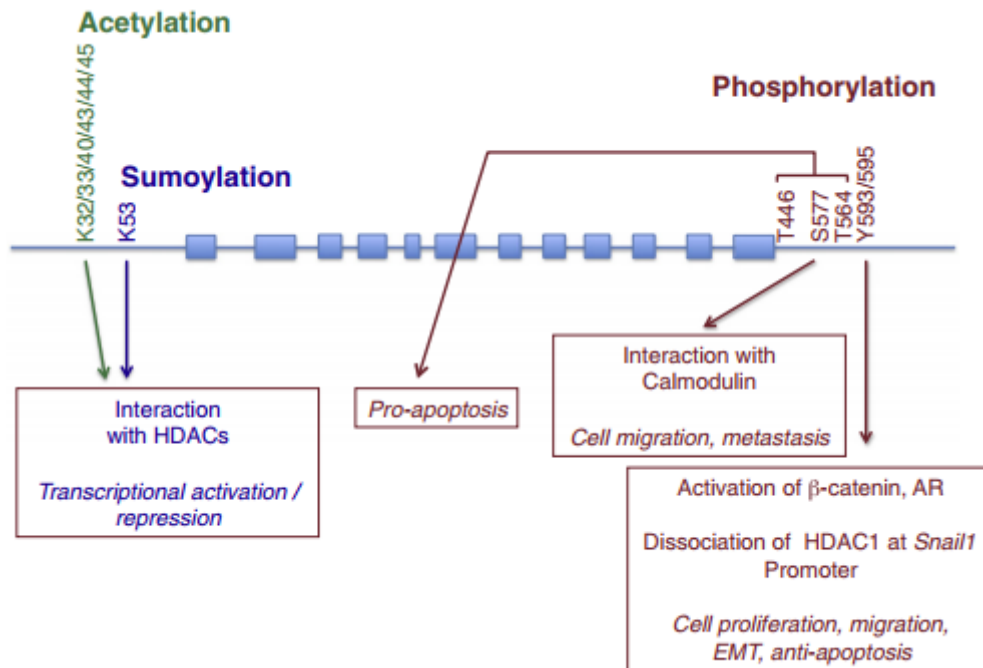 Acetylation
K32/33/40/43/44/45
Sumoylation
K53
Phosphorylation
T446
S577
T564
Y593/595
Interaction
with HDACs
Transcriptional activation /
repression
Pro-apoptosis
Interaction with
Calmodulin
Cell migration, metastasis
Activation of β-catenin, AR
Dissociation of HDAC1 at Snail1
Promoter
Cell proliferation, migration,
EMT, anti-apoptosis